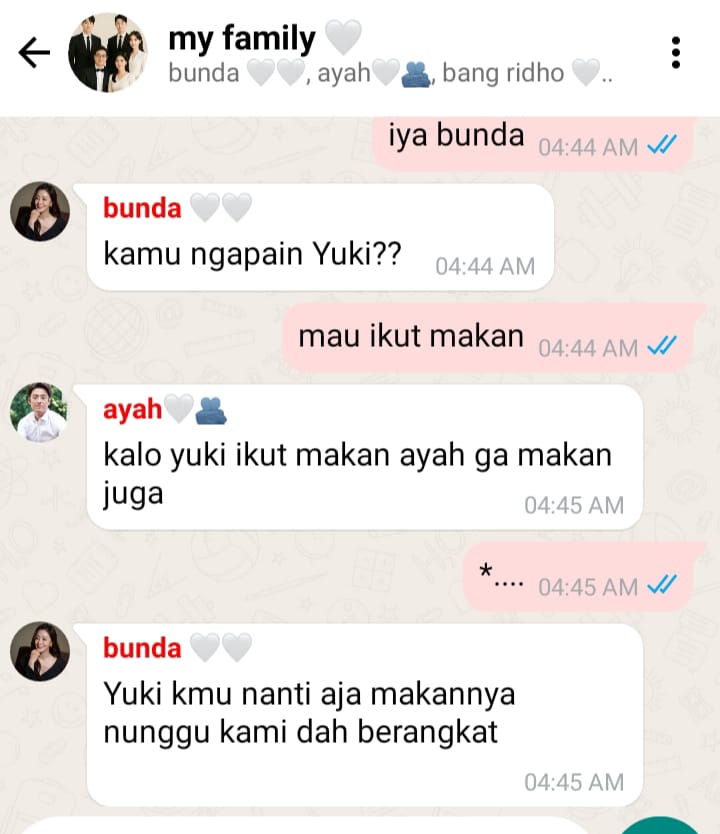 my family 🤍
bunda 🤍🤍, ayah🤍🫂, bang ridho 🤍..
iya bunda 04:44 AM
bunda 🤍🤍
kamu ngapain Yuki?? 04:44 AM
mau ikut makan 04:44 AM
ayah🤍🫂
kalo yuki ikut makan ayah ga makan
juga 04:45 AM
*.... 04:45 AM
bunda 🤍🤍
Yuki kmu nanti aja makannya
nunggu kami dah berangkat
04:45 AM